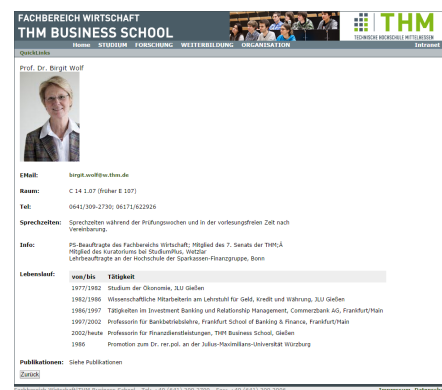 FACHBEREICH WIRTSCHAFT
THM BUSINESS SCHOOL
THM
TECHNISCHE HOCHSCHULE MITTELHESSEN
Home STUDIUM FORSCHUNG WEITERBILDUNG ORGANISATION Intranet
QuickLinks
Prof. Dr. Birgit Wolf
EMail: birgit.wolf@w.thm.de
Raum: C 14 1.07 (früher E 107)
Tel: 0641/309-2730; 06171/622926
Sprechzeiten: Sprechzeiten während der Prüfungswochen und in der vorlesungsfreien Zeit nach
Vereinbarung.
Info: PS-Beauftragte des Fachbereichs Wirtschaft; Mitglied des 7. Senats der THM;Â
Mitglied des Kuratoriums bei StudiumPlus, Wetzlar
Lehrbeauftragte an der Hochschule der Sparkassen-Finanzgruppe, Bonn
Lebenslauf: von/bis Tätigkeit
1977/1982 Studium der Ökonomie, JLU Gießen
1982/1986 Wissenschaftliche Mitarbeiterin am Lehrstuhl für Geld, Kredit und Währung, JLU Gießen
1986/1997 Tätigkeiten im Investment Banking und Relationship Management, Commerzbank AG, Frankfurt/Main
1997/2002 Professorin für Bankbetriebslehre, Frankfurt School of Banking & Finance, Frankfurt/Main
2002/heute Professorin für Finanzdienstleistungen, THM Business School, Gießen
1986 Promotion zum Dr. rer.pol. an der Julius-Maximilians-Universität Würzburg
Publikationen: Siehe Publikationen
Zurück